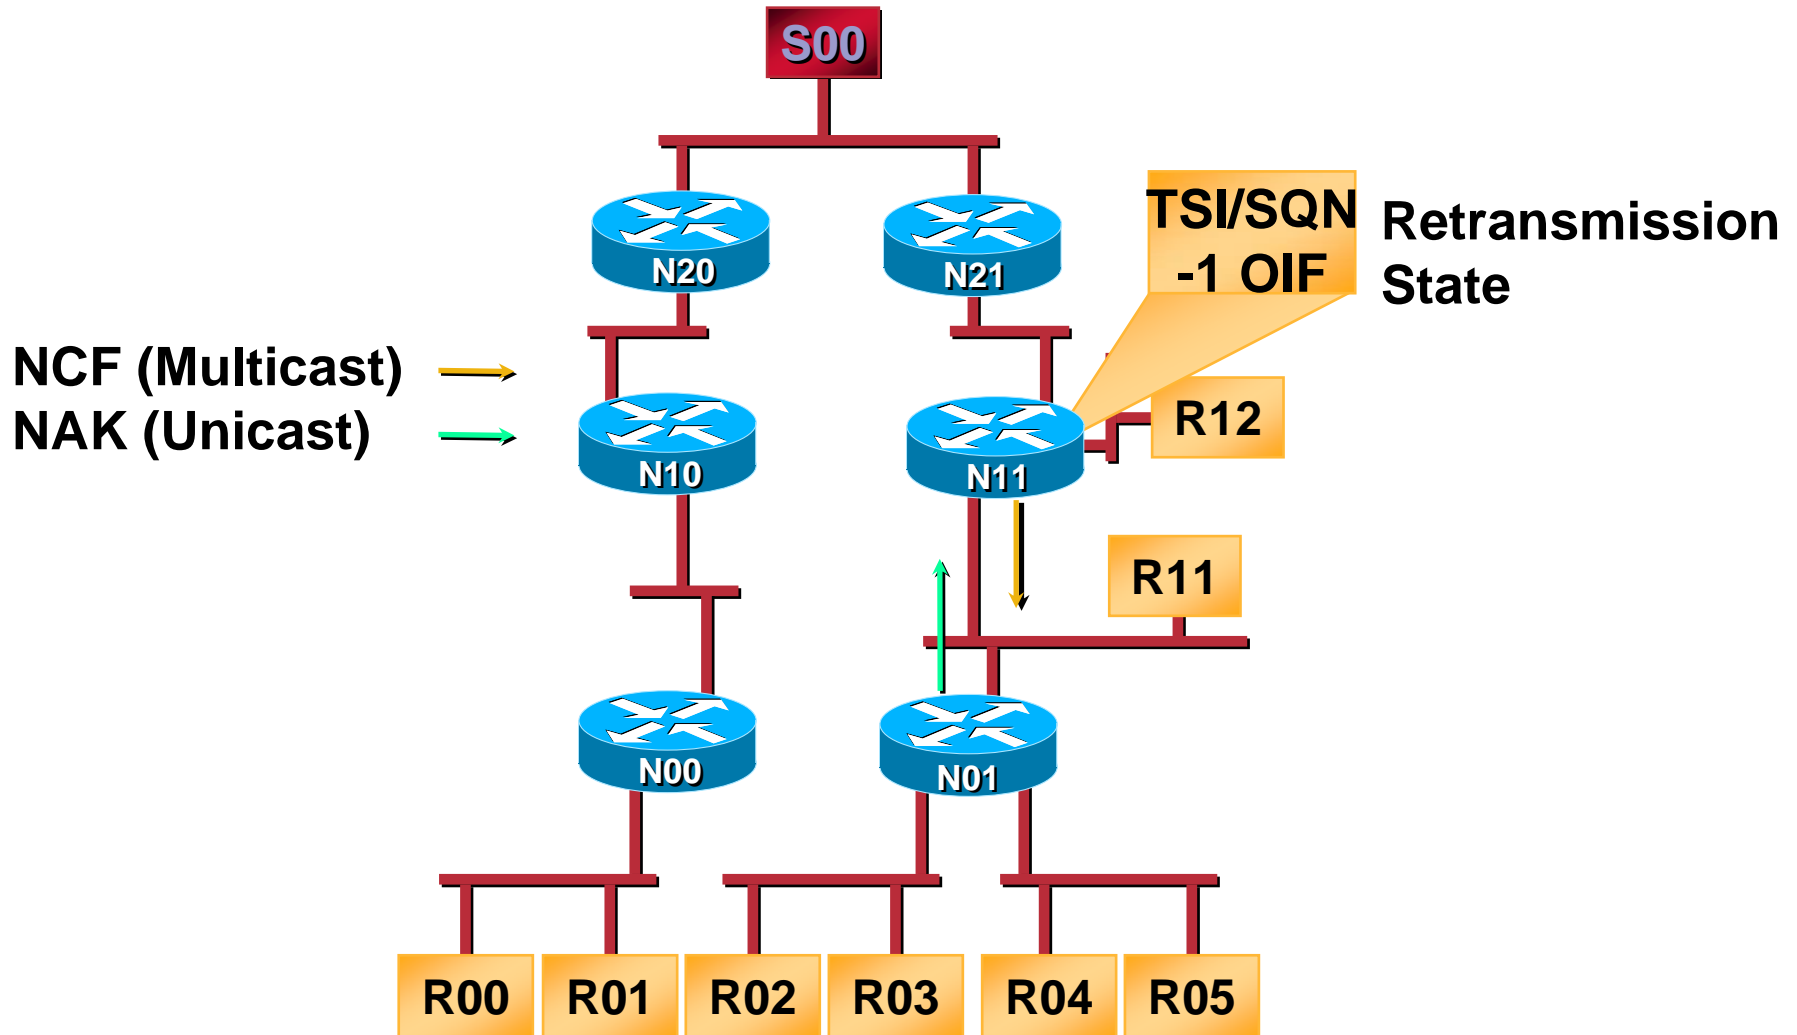 S00
TSI/SQN
-1 OIF
Retransmission
State
N20
N21
NCF (Multicast)
NAK (Unicast)
N10
N11
R12
R11
N00
N01
R00
R01
R02
R03
R04
R05